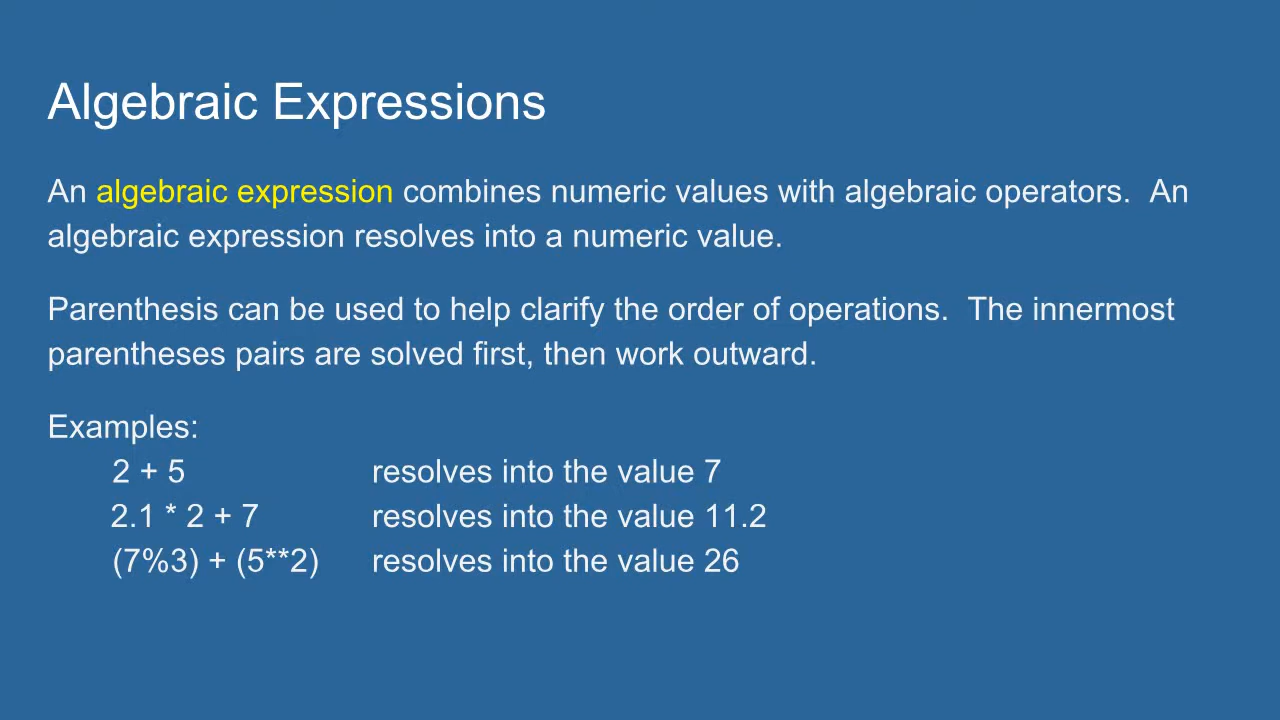 Algebraic Expressions
An algebraic expression combines numeric values with algebraic operators.  An
algebraic expression resolves into a numeric value.
Parenthesis can be used to help clarify the order of operations.  The innermost
parentheses pairs are solved first, then work outward.
Examples:
2 + 5 resolves into the value 7
2.1 * 2 + 7 resolves into the value 11.2
(7%3) + (5**2) resolves into the value 26